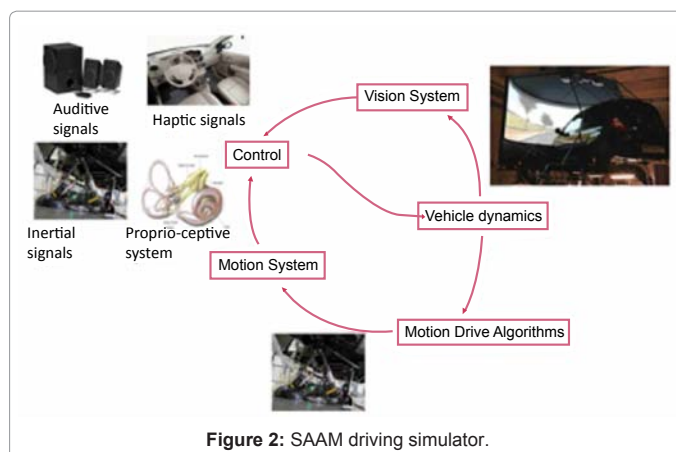 Auditive
signals
Haptic signals
Vision System
Control
Inertial
signals
Proprio-ceptive
system
Vehicle dynamics
Motion System
Motion Drive Algorithms
Figure 2: SAAM driving simulator.